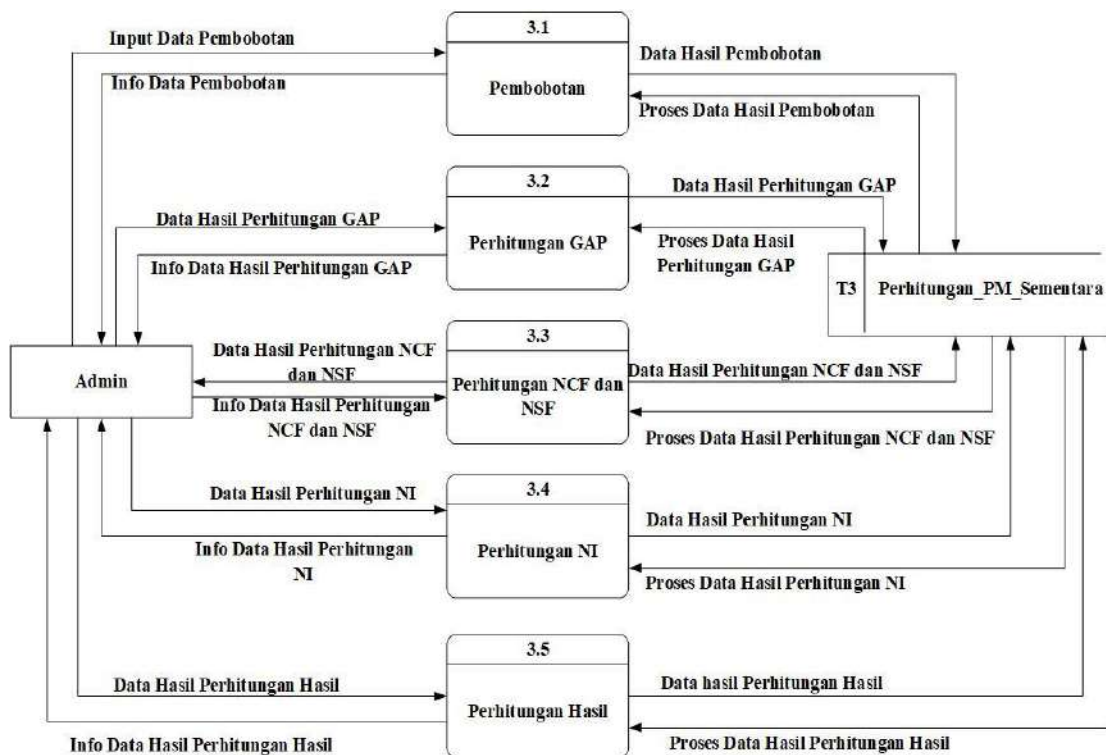 3.1
Input Data Pembobotan
Data Hasil Pembobotan
Info Data Pembobotan
Pembobotan
Proses Data Hasil Pembobotan
3.2
Data Hasil Perhitungan GAP
Data Hasil Perhitungan GAP
Perhitungan GAP
Proses Data Hasil
Perhitungan GAP
Info Data Hasil Perhitungan GAP
T3
Perhitungan_PM_Sementara
3.3
Data Hasil Perhitungan NCF
dan NSF
Admin
Perhitungan NCF dan
NSF
Data Hasil Perhitungan NCF dan NSF
Info Data Hasil Perhitungan
NCF dan NSF
Proses Data Hasil Perhitungan NCF dan NSF
3.4
Data Hasil Perhitungan NI
Data Hasil Perhitungan NI
Info Data Hasil Perhitungan
NI
Perhitungan NI
Proses Data Hasil Perhitungan NI
3.5
Data Hasil Perhitungan Hasil
Data hasil Perhitungan Hasil
Perhitungan Hasil
Info Data Hasil Perhitungan Hasil
Proses Data Hasil Perhitungan Hasil